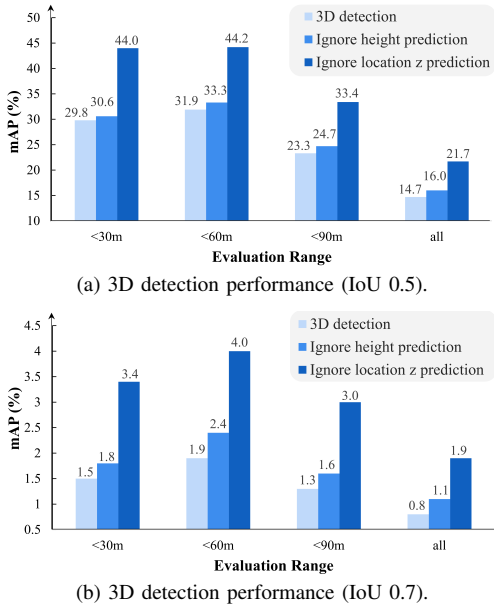 50
45
40
35
30
25
20
15
10
mAP (%)
3D detection
Ignore height prediction
Ignore location z prediction
29.8 30.6 44.0
31.9 33.3 44.2
23.3 24.7 33.4
14.7 16.0 21.7
<30m <60m <90m all
Evaluation Range
(a) 3D detection performance (IoU 0.5).
4.5
4
3.5
3
2.5
2
1.5
1
0.5
mAP (%)
3D detection
Ignore height prediction
Ignore location z prediction
1.5 1.8 3.4
1.9 2.4 4.0
1.3 1.6 3.0
0.8 1.1 1.9
<30m <60m <90m all
Evaluation Range
(b) 3D detection performance (IoU 0.7).